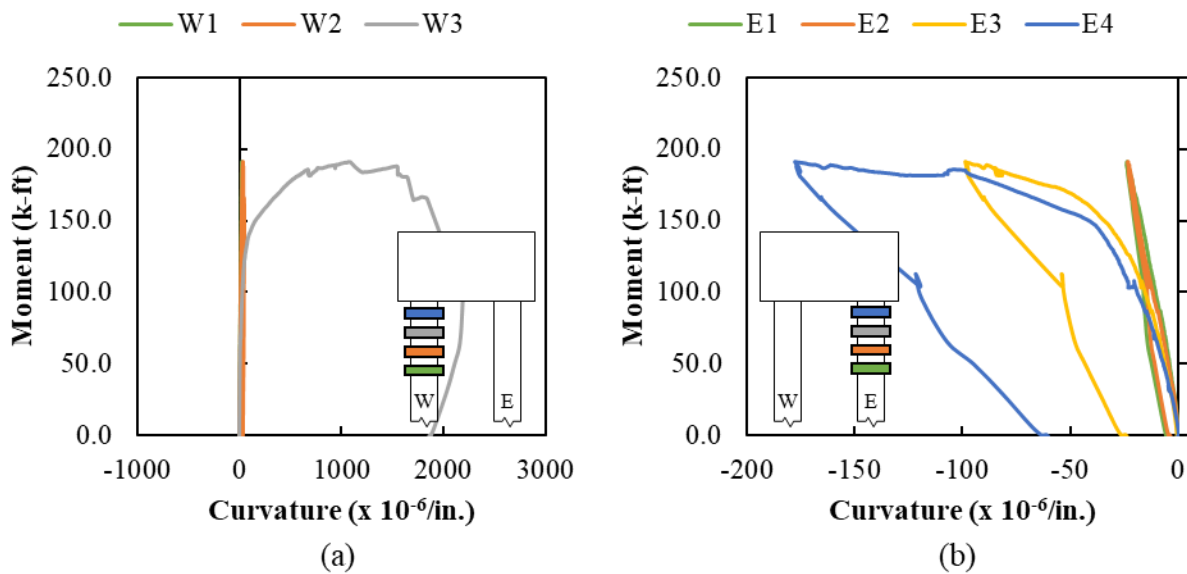 W1 W2 W3
250.0
200.0
150.0
100.0
50.0
0.0
-1000 0 1000 2000 3000
Moment (k-ft)
Curvature (x 10⁻⁶/in.)
W E
(a)
E1 E2 E3 E4
250.0
200.0
150.0
100.0
50.0
0.0
-200 -150 -100 -50 0
Moment (k-ft)
Curvature (x 10⁻⁶/in.)
W E
(b)